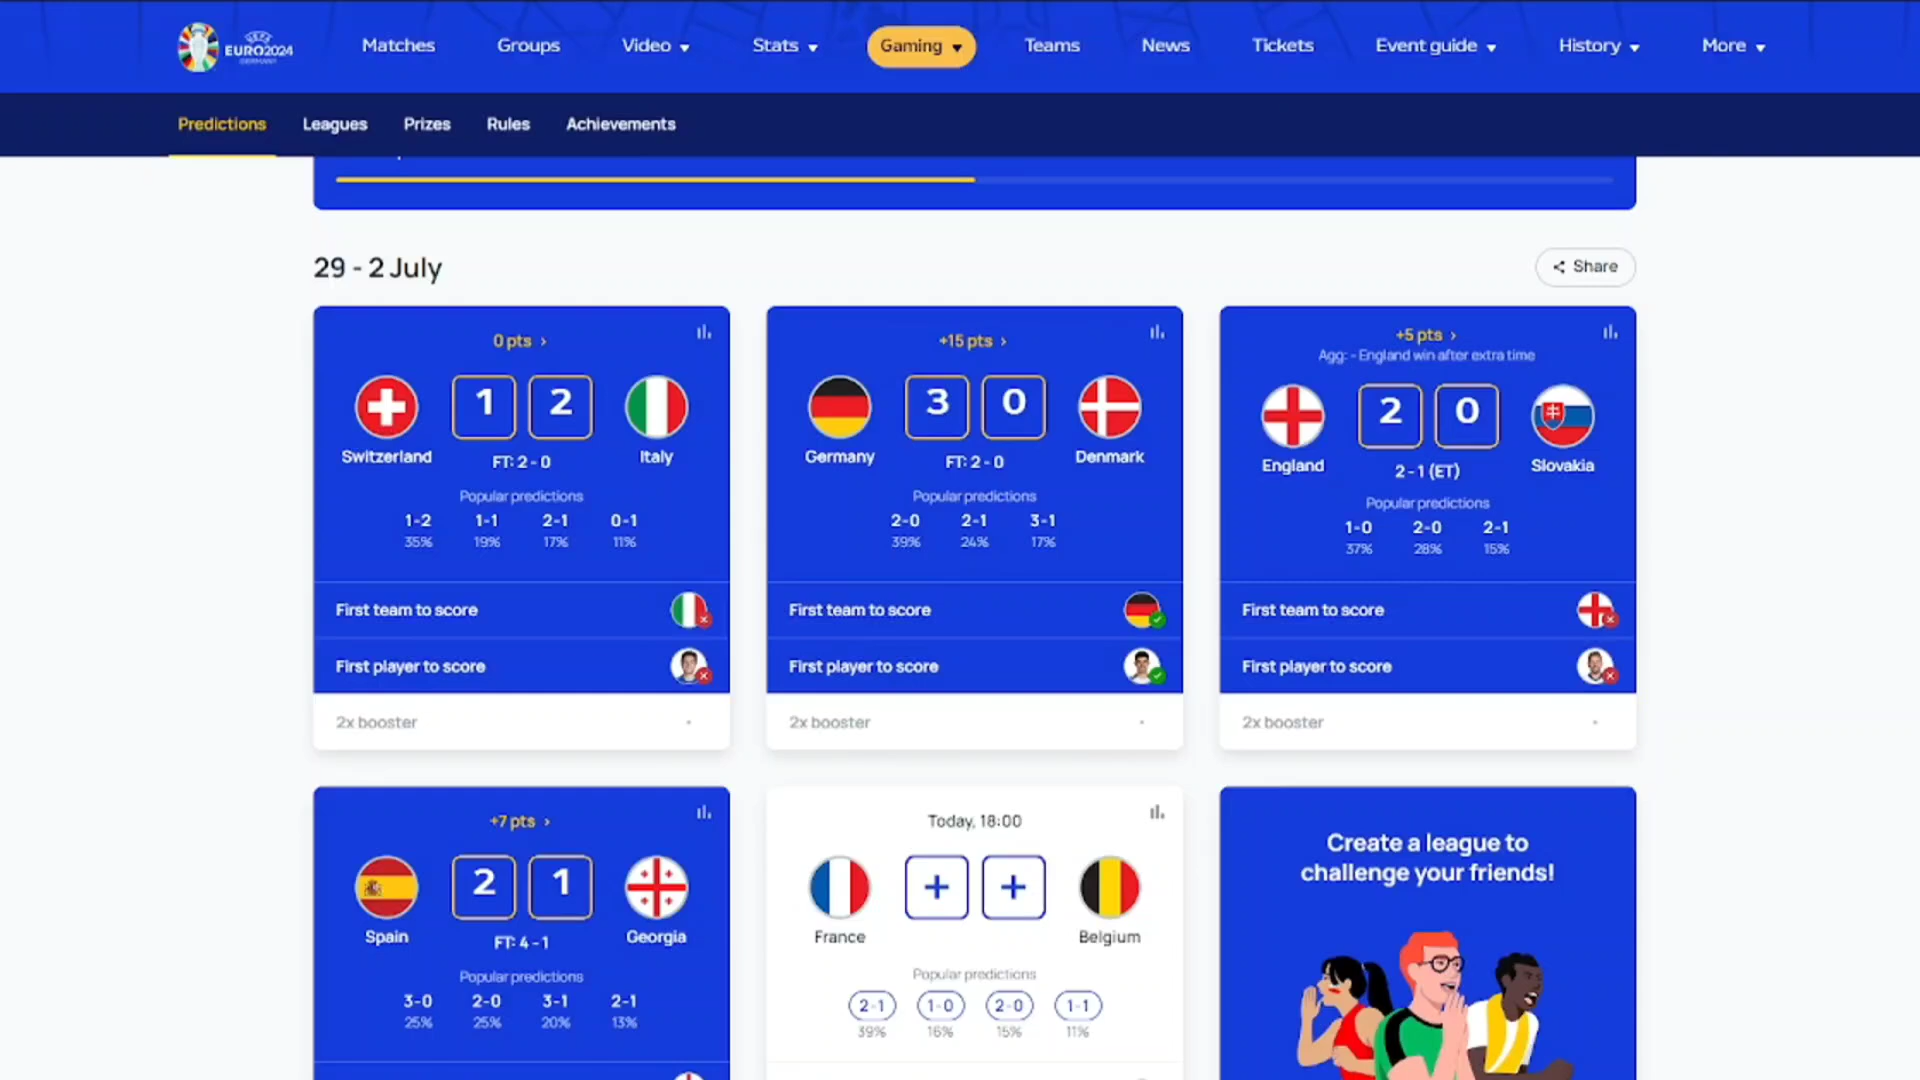 UEFA
EURO2024
GERMANY
Matches
Groups
Video
Stats
Gaming
Teams
News
Tickets
Event guide
History
More
Predictions
Leagues
Prizes
Rules
Achievements
29 - 2 July
Share
0 pts
1 2
Switzerland
Italy
FT: 2 - 0
Popular predictions
1-2 1-1 2-1 0-1
35% 19% 17% 11%
First team to score
First player to score
2x booster
+15 pts
3 0
Germany
Denmark
FT: 2 - 0
Popular predictions
2-0 2-1 3-1
39% 24% 17%
First team to score
First player to score
2x booster
+5 pts
Agg: - England win after extra time
2 0
England
Slovakia
2 - 1 (ET)
Popular predictions
1-0 2-0 2-1
37% 28% 15%
First team to score
First player to score
2x booster
+7 pts
2 1
Spain
Georgia
FT: 4 - 1
Popular predictions
3-0 2-0 3-1 2-1
25% 25% 20% 13%
Today, 18:00
+ +
France
Belgium
Popular predictions
2-1 1-0 2-0 1-1
39% 16% 15% 11%
Create a league to
challenge your friends!